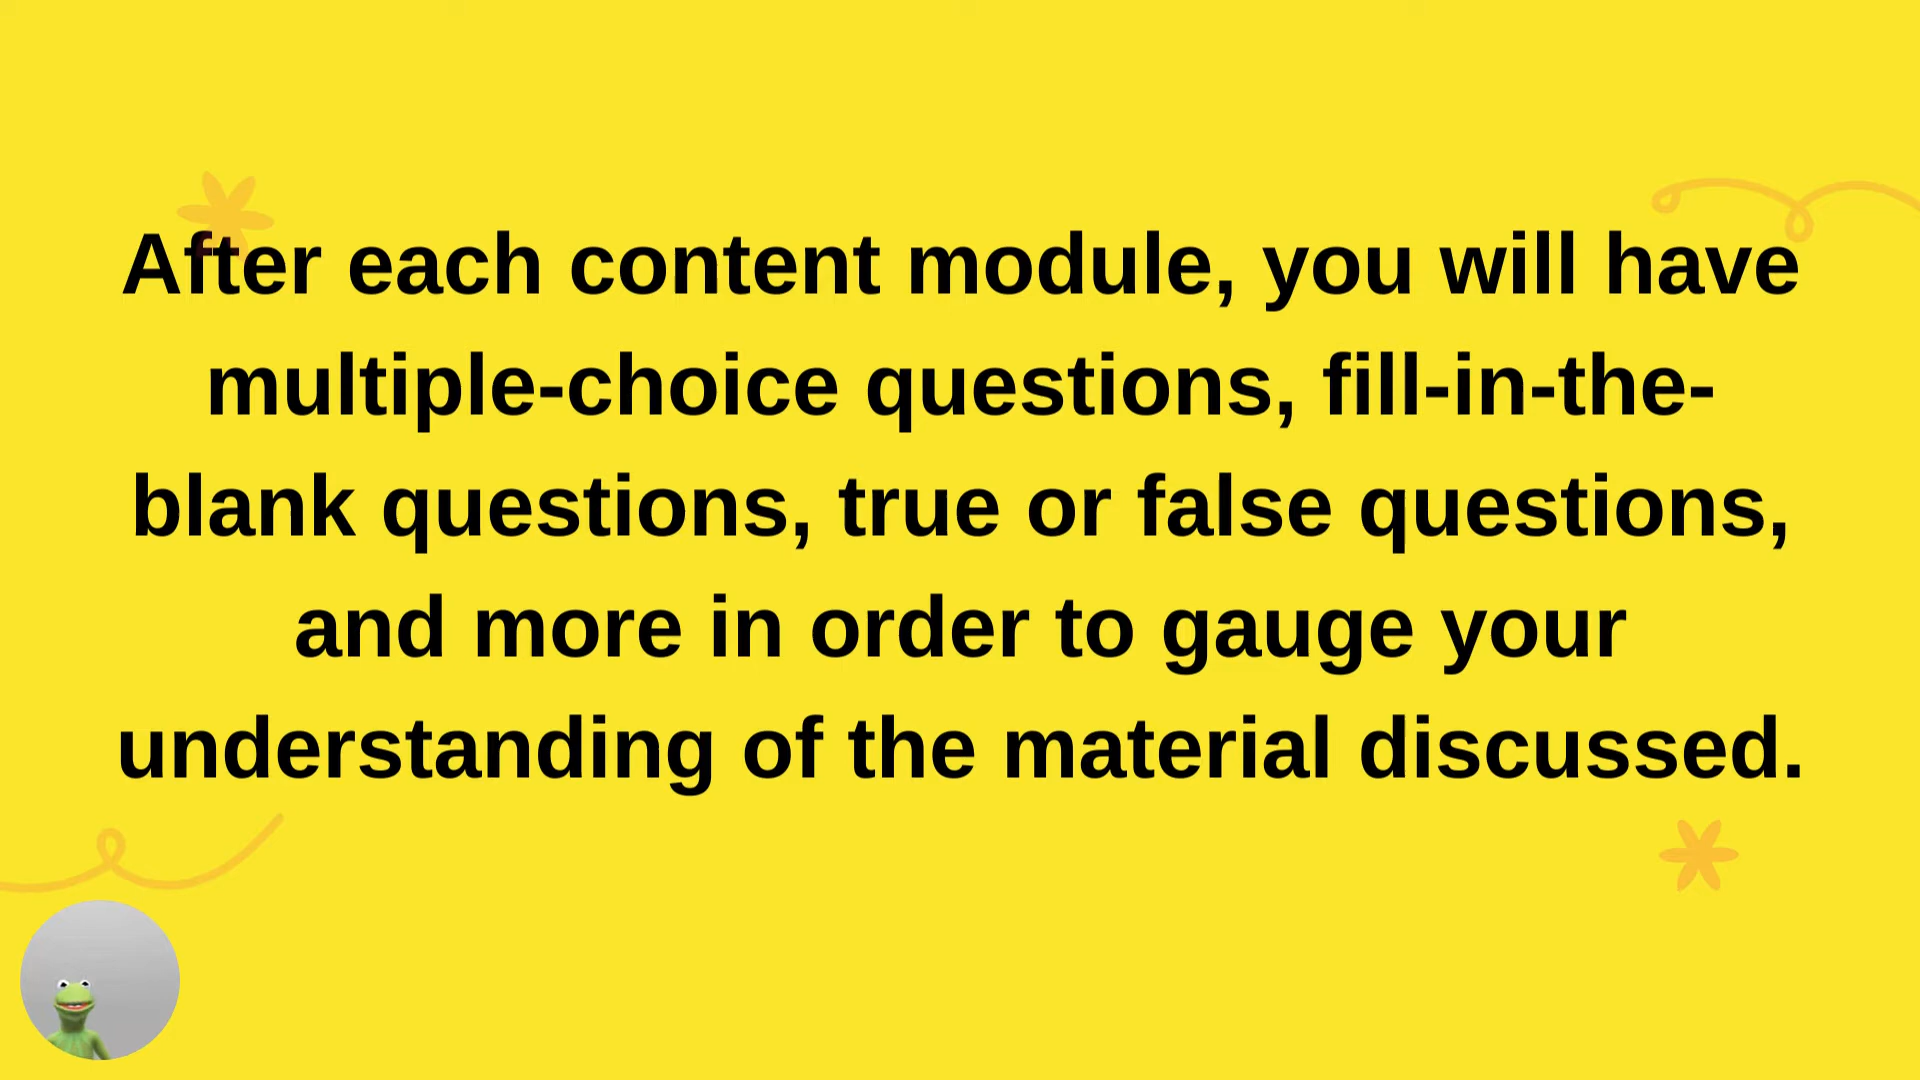 After each content module, you will have
multiple-choice questions, fill-in-the-
blank questions, true or false questions,
and more in order to gauge your
understanding of the material discussed.